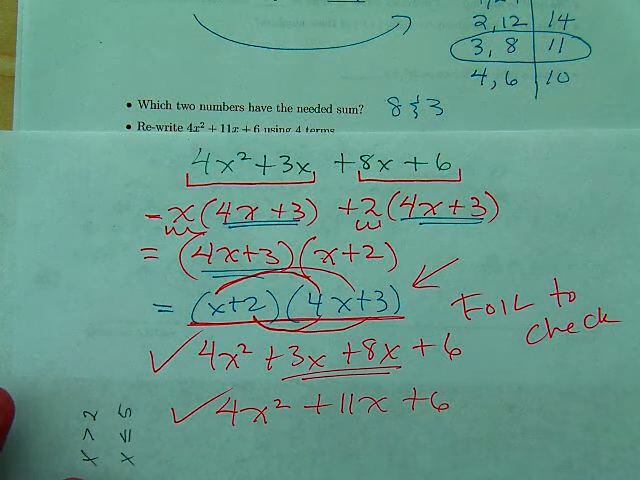 2, 12 14
3, 8 11
4, 6 10
• Which two numbers have the needed sum? 8 & 3
• Re-write 4x² + 11x + 6 using 4 terms
4x² + 3x + 8x + 6
= x(4x+3) + 2(4x+3)
= (4x+3)(x+2)
= (x+2)(4x+3)
FOIL to
check
✓ 4x² + 3x + 8x + 6
✓ 4x² + 11x + 6
x > 2
x ≤ 5